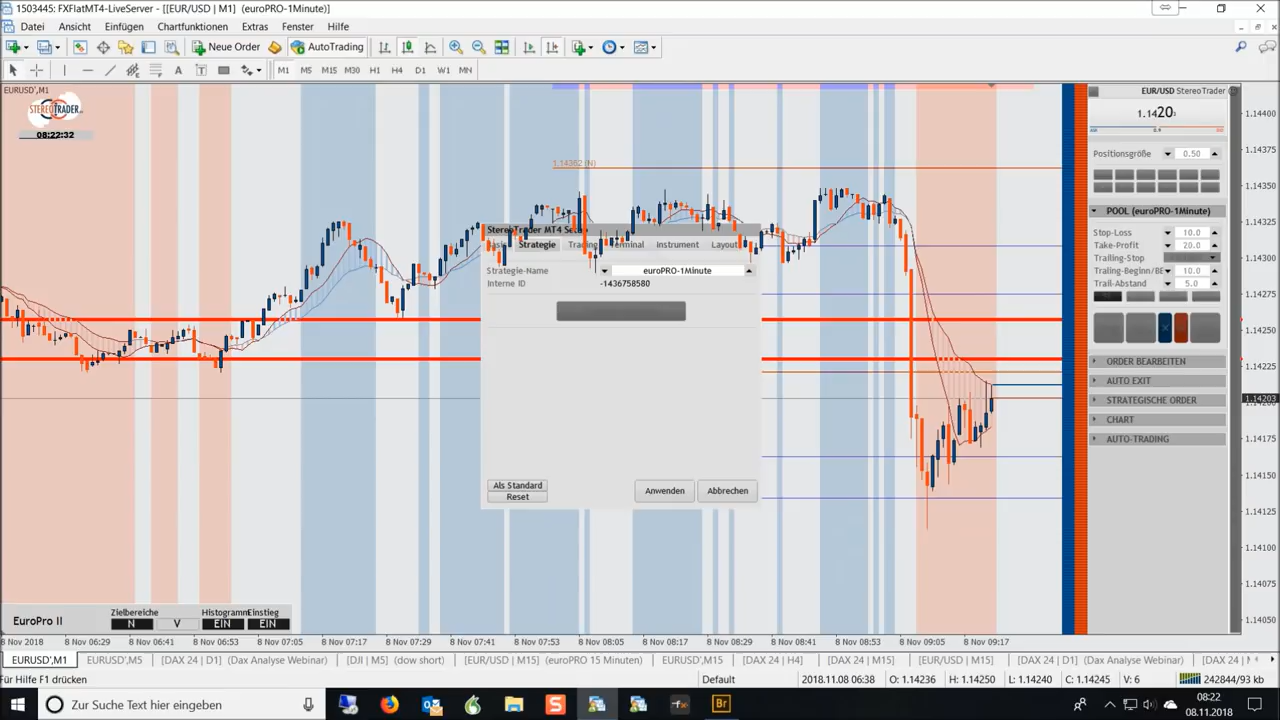 1503445: FXFlatMT4-LiveServer - [[EUR/USD | M1] (euroPRO-1Minute)]
Datei Ansicht Einfügen Chartfunktionen Extras Fenster Hilfe
Neue Order AutoTrading
M1 M5 M15 M30 H1 H4 D1 W1 MN
EURUSD',M1
STEREOTRADER
08:22:32
1.14362 (N)
EUR/USD StereoTrader
1.1420₃
Positionsgröße 0.50
POOL (euroPRO-1Minute)
Stop-Loss 10.0
Take-Profit 20.0
Trailing-Stop
Trailing-Beginn/BE 10.0
Trail-Abstand 5.0
ORDER BEARBEITEN
AUTO EXIT
STRATEGISCHE ORDER
CHART
AUTO-TRADING
1.14400
1.14375
1.14350
1.14325
1.14300
1.14275
1.14250
1.14225
1.14203
1.14175
1.14150
1.14125
1.14100
1.14075
1.14050
StereoTrader MT4 Setup
Basis Strategie Trading Terminal Instrument Layout
Strategie-Name euroPRO-1Minute
Interne ID -1436758580
Als Standard
Reset
Anwenden Abbrechen
EuroPro II
Zielbereiche Histogramm Einstieg
N V EIN EIN
8 Nov 2018 8 Nov 06:29 8 Nov 06:41 8 Nov 06:53 8 Nov 07:05 8 Nov 07:17 8 Nov 07:29 8 Nov 07:41 8 Nov 07:53 8 Nov 08:05 8 Nov 08:17 8 Nov 08:29 8 Nov 08:41 8 Nov 08:53 8 Nov 09:05 8 Nov 09:17
EURUSD',M1 EURUSD',M5 [DAX 24 | D1] (Dax Analyse Webinar) [DJI | M5] (dow short) [EUR/USD | M15] (euroPRO 15 Minuten) EURUSD',M15 [DAX 24 | H4] [DAX 24 | M15] [EUR/USD | M15] [DAX 24 | D1] (Dax Analyse Webinar) [DAX 24 |
Für Hilfe F1 drücken Default 2018.11.08 06:38 O: 1.14236 H: 1.14250 L: 1.14240 C: 1.14245 V: 6 242844/93 kb
Zur Suche Text hier eingeben
08:22
08.11.2018